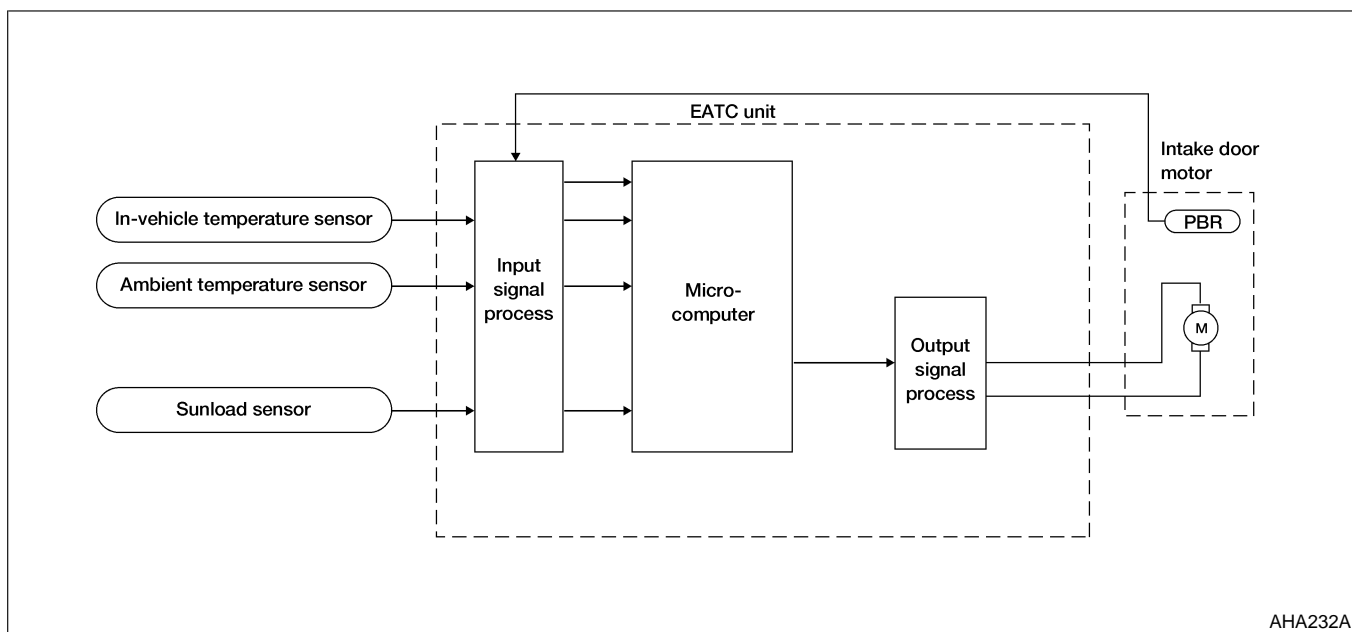 EATC unit
Intake door
motor
In-vehicle temperature sensor
PBR
Ambient temperature sensor
Input
signal
process
Micro-
computer
M
Output
signal
process
Sunload sensor
AHA232A